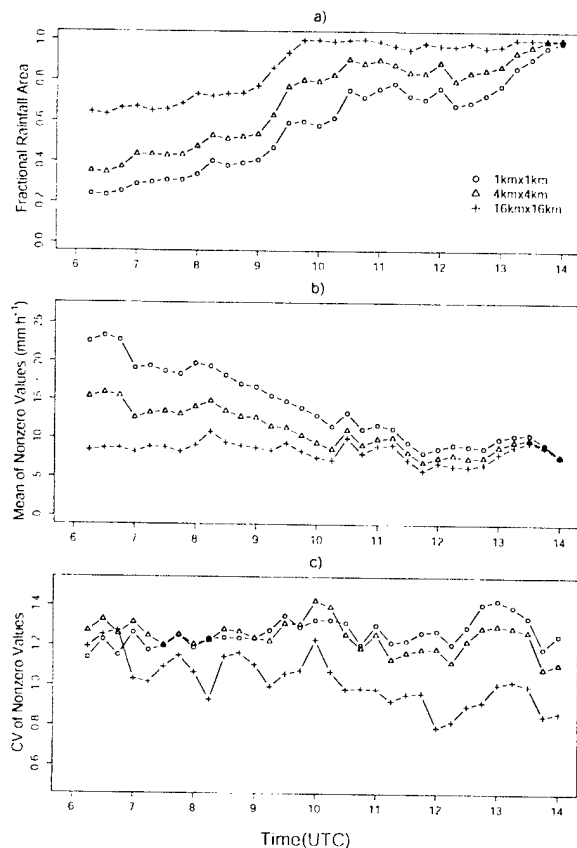 a)
Fractional Rainfall Area
0.0 0.2 0.4 0.6 0.8 1.0
1kmx1km
4kmx4km
16kmx16km
6 7 8 9 10 11 12 13 14
b)
Mean of Nonzero Values (mm h-1)
0 5 10 15 20 25
6 7 8 9 10 11 12 13 14
c)
CV of Nonzero Values
0.6 0.8 1.0 1.2 1.4
6 7 8 9 10 11 12 13 14
Time(UTC)